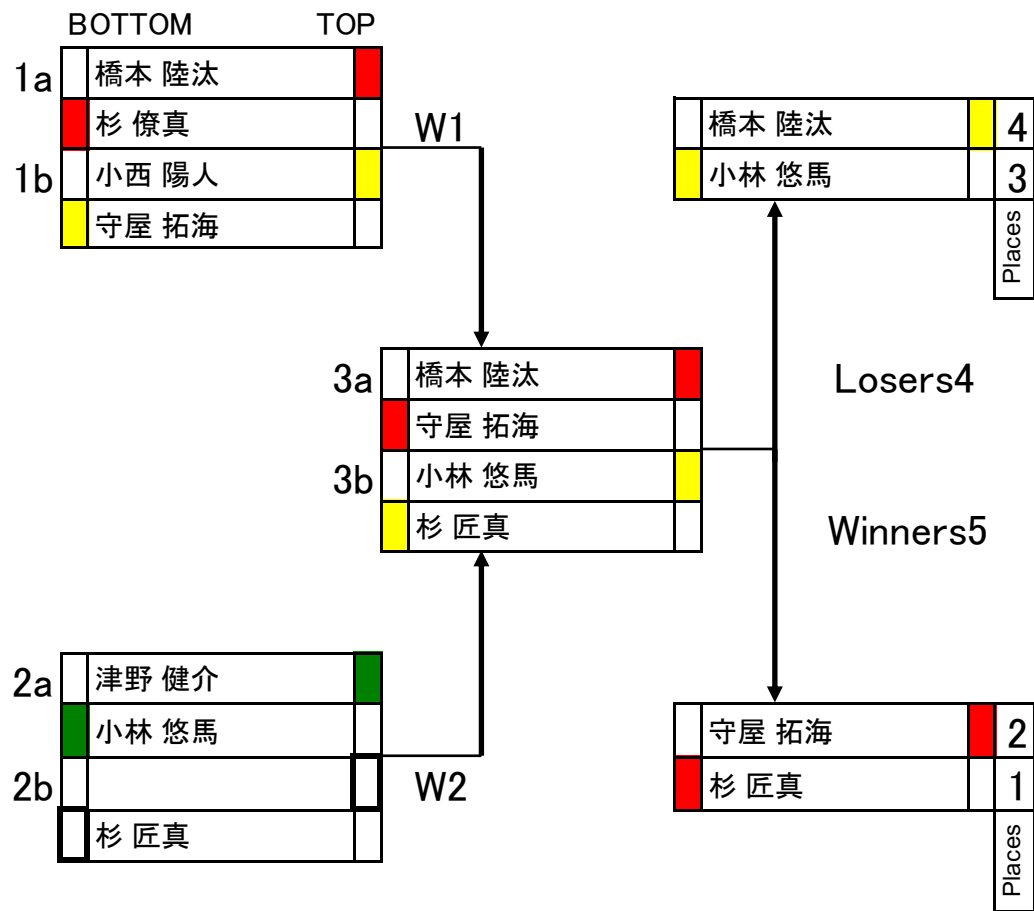 BOTTOM TOP
1a 橋本 陸汰
杉 僚真
1b 小西 陽人
守屋 拓海
W1
橋本 陸汰 4
小林 悠馬 3
Places
3a 橋本 陸汰
守屋 拓海
3b 小林 悠馬
杉 匠真
Losers4
Winners5
2a 津野 健介
小林 悠馬
2b
杉 匠真
W2
守屋 拓海 2
杉 匠真 1
Places